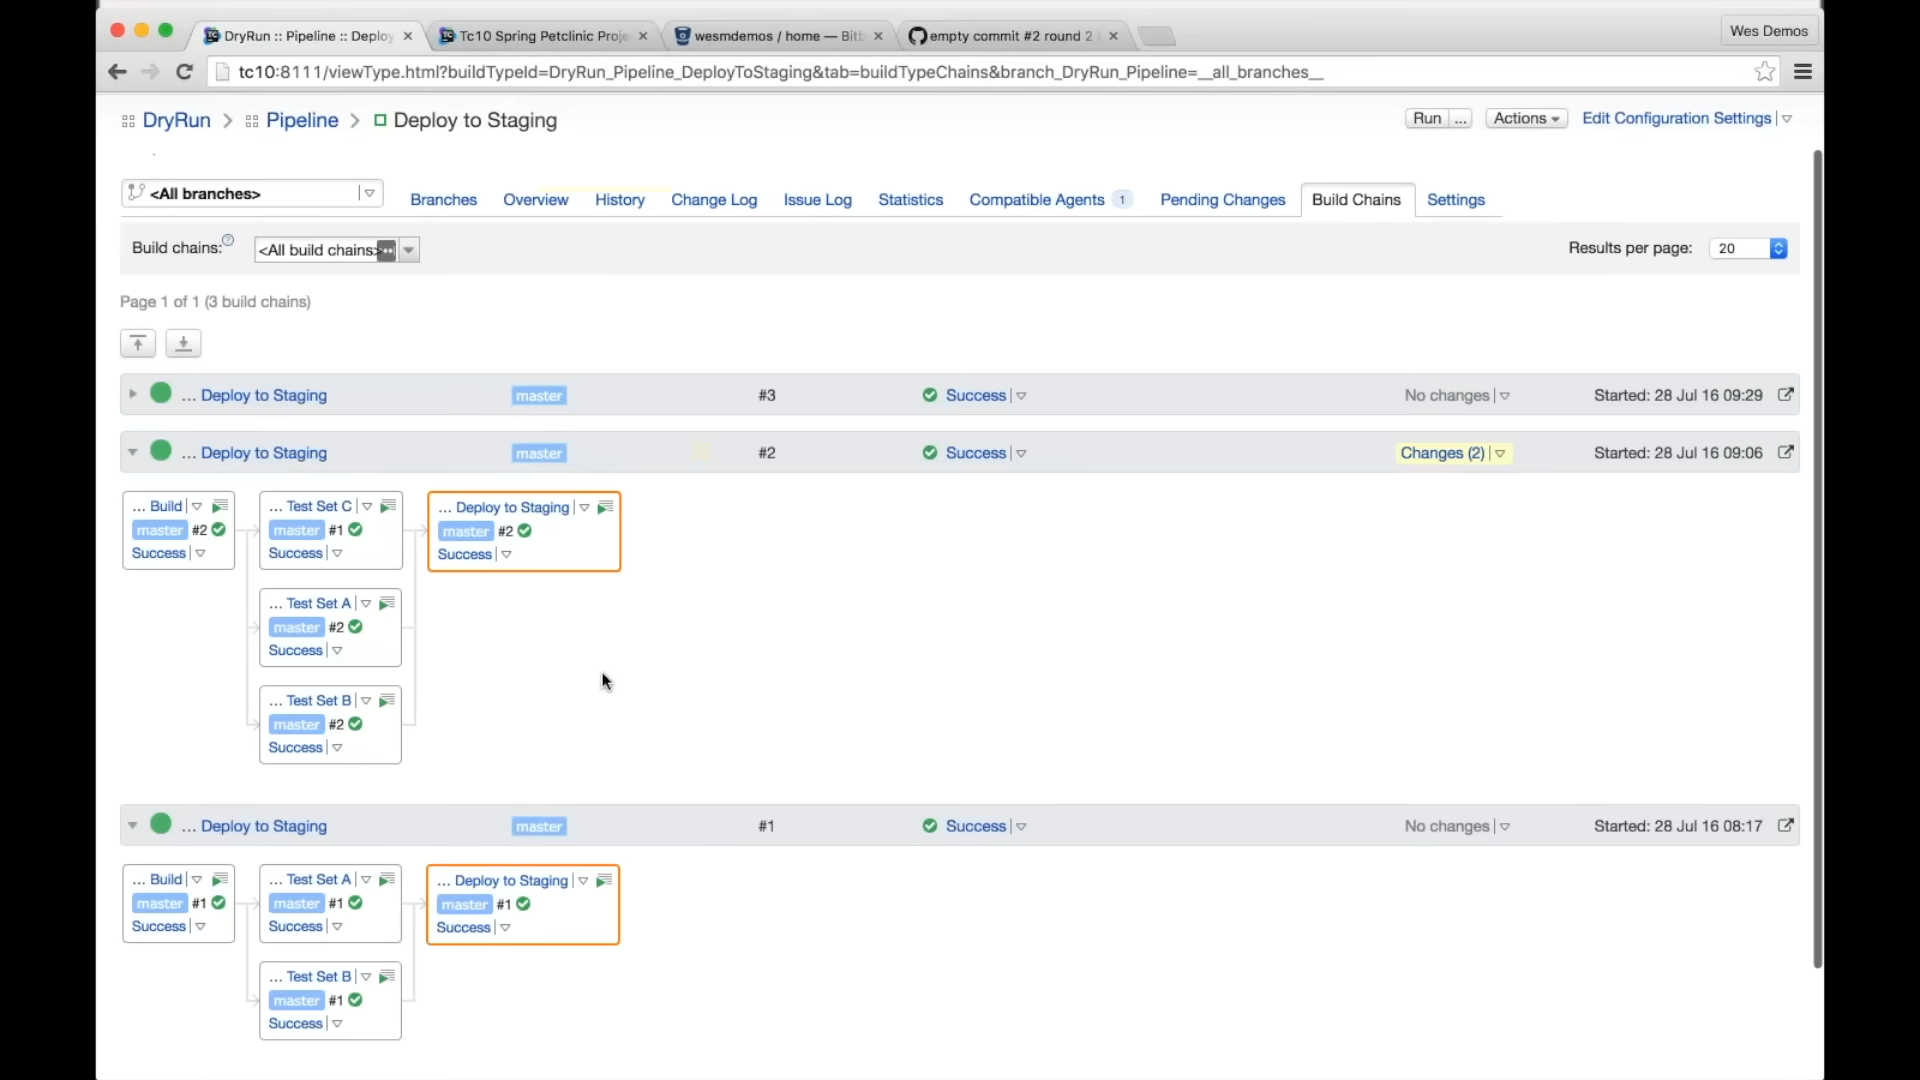 DryRun :: Pipeline :: Deploy
Tc10 Spring Petclinic Proje
wesmdemos / home — Bitb
empty commit #2 round 2
Wes Demos
tc10:8111/viewType.html?buildTypeId=DryRun_Pipeline_DeployToStaging&tab=buildTypeChains&branch_DryRun_Pipeline=__all_branches__
DryRun > Pipeline > Deploy to Staging
Run ... Actions Edit Configuration Settings
<All branches> Branches Overview History Change Log Issue Log Statistics Compatible Agents 1 Pending Changes Build Chains Settings
Build chains: ? <All build chains> Results per page: 20
Page 1 of 1 (3 build chains)
... Deploy to Staging master #3 Success No changes Started: 28 Jul 16 09:29
... Deploy to Staging master #2 Success Changes (2) Started: 28 Jul 16 09:06
... Build
master #2
Success
... Test Set C
master #1
Success
... Deploy to Staging
master #2
Success
... Test Set A
master #2
Success
... Test Set B
master #2
Success
... Deploy to Staging master #1 Success No changes Started: 28 Jul 16 08:17
... Build
master #1
Success
... Test Set A
master #1
Success
... Deploy to Staging
master #1
Success
... Test Set B
master #1
Success